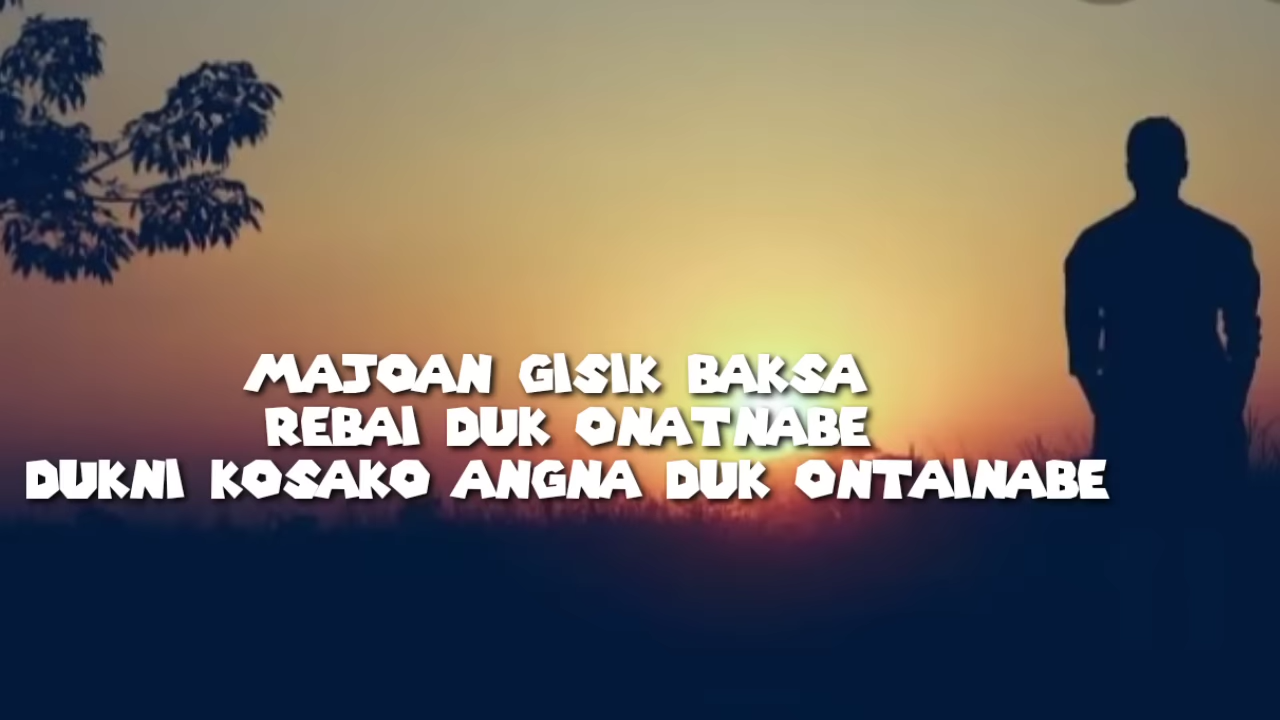 MAJOAN GISIK BAKSA
REBAI DUK ONATNABE
DUKNI KOSAKO ANGNA DUK ONTAINABE